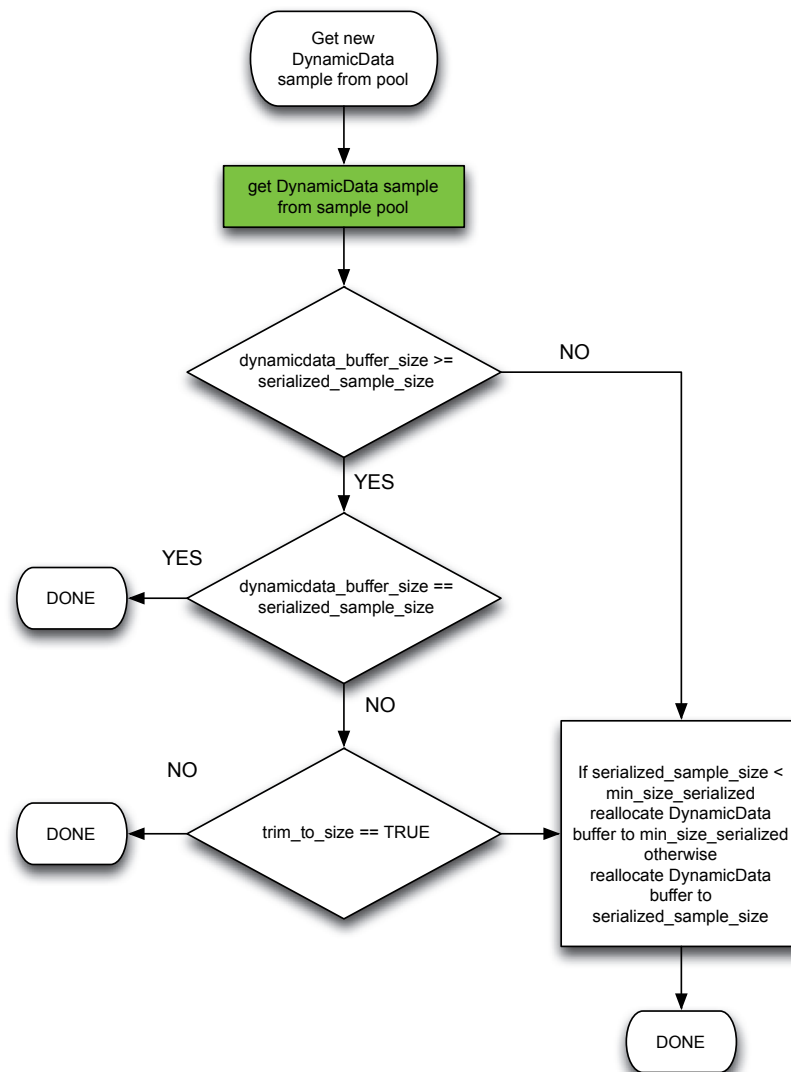 Get new
DynamicData
sample from pool
get DynamicData sample
from sample pool
dynamicdata_buffer_size >=
serialized_sample_size
NO
YES
dynamicdata_buffer_size ==
serialized_sample_size
YES
DONE
NO
trim_to_size == TRUE
NO
DONE
If serialized_sample_size <
min_size_serialized
reallocate DynamicData
buffer to min_size_serialized
otherwise
reallocate DynamicData
buffer to
serialized_sample_size
DONE